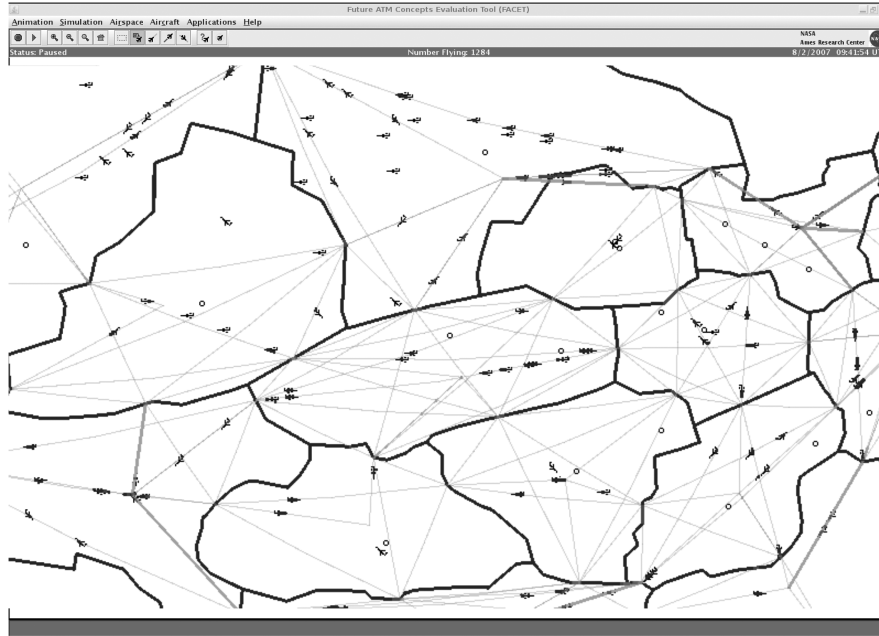 Future ATM Concepts Evaluation Tool (FACET)
Animation Simulation Airspace Aircraft Applications Help
NASA
Ames Research Center
Status: Paused Number Flying: 1284 8/2/2007 09:41:54 U